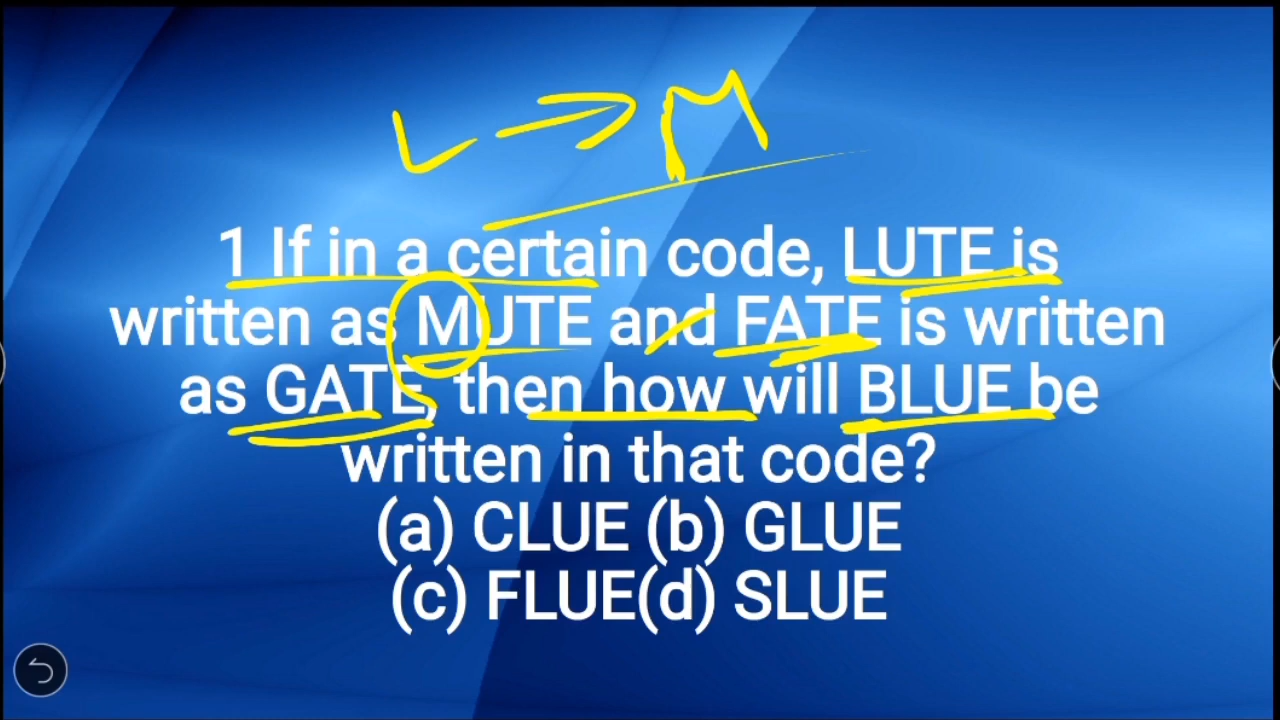 L → M
1 If in a certain code, LUTE is
written as MUTE and FATE is written
as GATE, then how will BLUE be
written in that code?
(a) CLUE (b) GLUE
(c) FLUE(d) SLUE